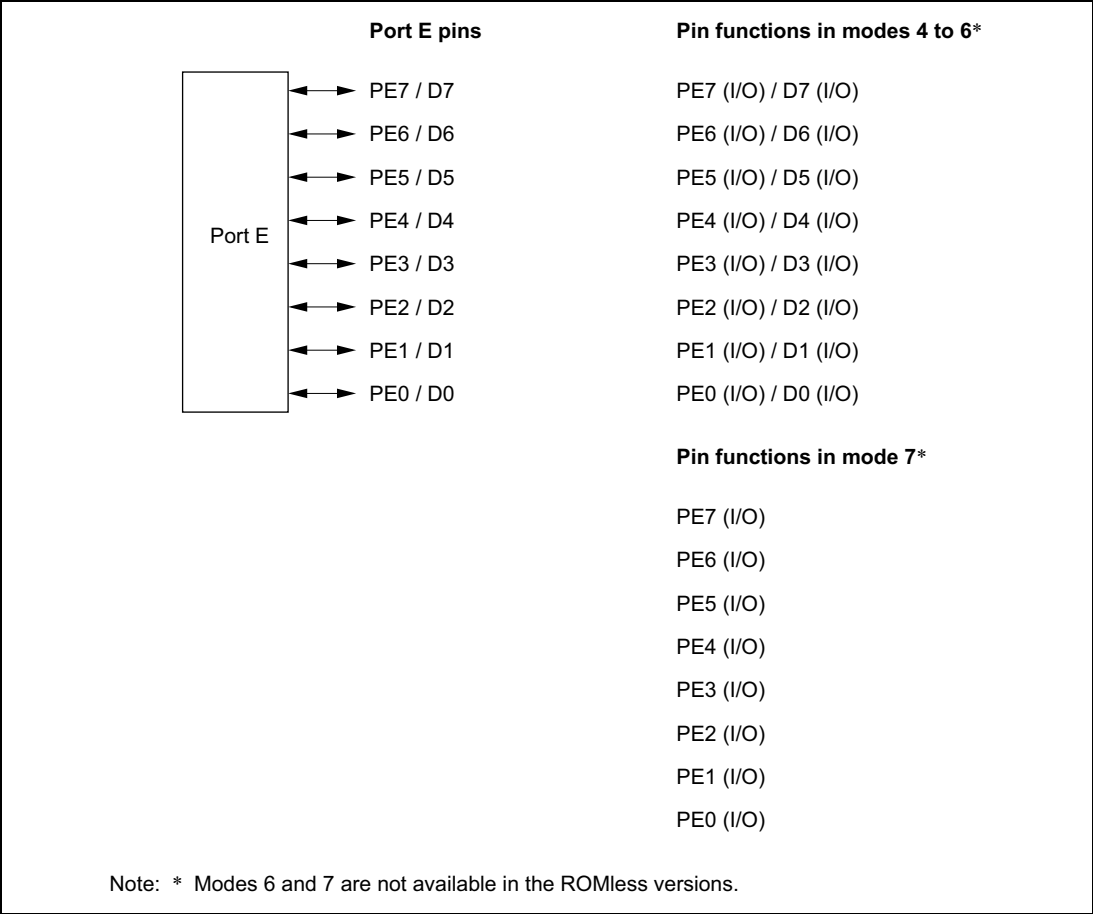 Port E pins Pin functions in modes 4 to 6*
PE7 / D7 PE7 (I/O) / D7 (I/O)
PE6 / D6 PE6 (I/O) / D6 (I/O)
PE5 / D5 PE5 (I/O) / D5 (I/O)
PE4 / D4 PE4 (I/O) / D4 (I/O)
Port E
PE3 / D3 PE3 (I/O) / D3 (I/O)
PE2 / D2 PE2 (I/O) / D2 (I/O)
PE1 / D1 PE1 (I/O) / D1 (I/O)
PE0 / D0 PE0 (I/O) / D0 (I/O)
Pin functions in mode 7*
PE7 (I/O)
PE6 (I/O)
PE5 (I/O)
PE4 (I/O)
PE3 (I/O)
PE2 (I/O)
PE1 (I/O)
PE0 (I/O)
Note: * Modes 6 and 7 are not available in the ROMless versions.